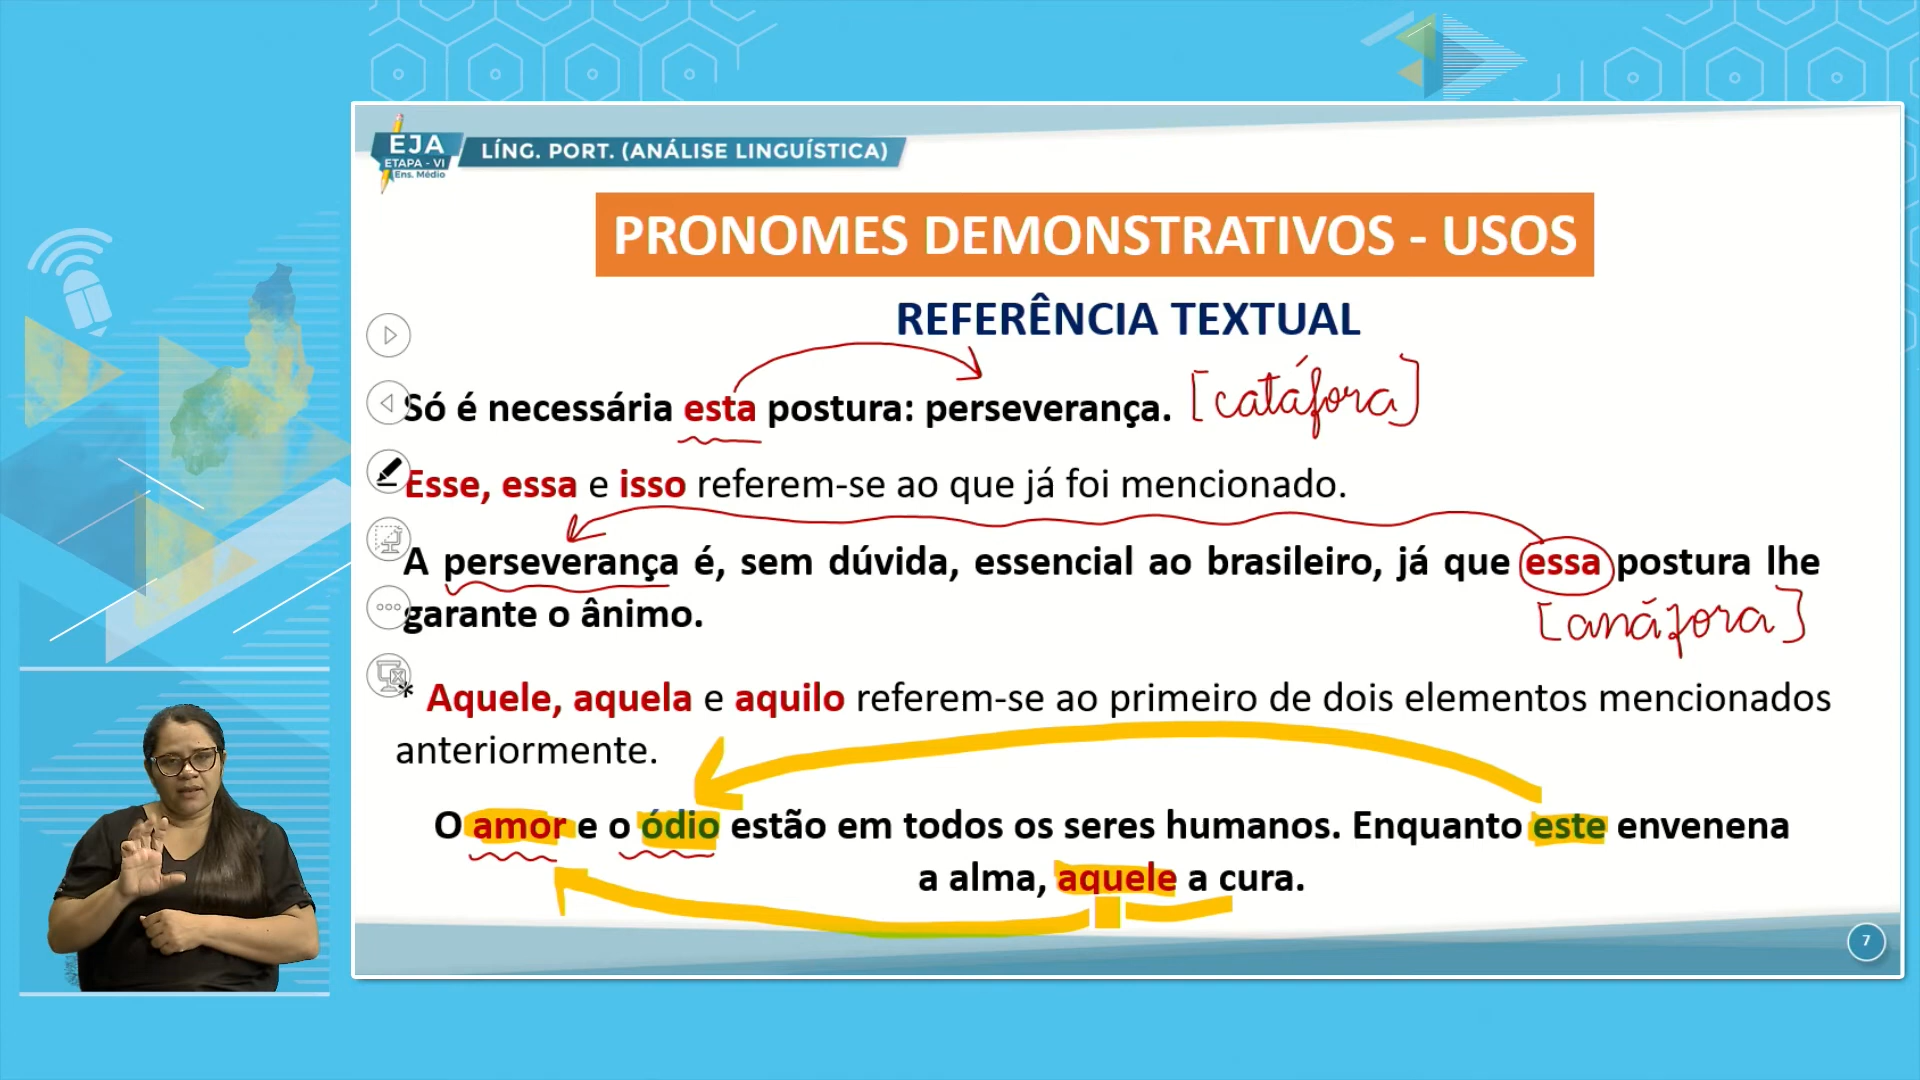 EJA
ETAPA - VI
Ens. Médio
LÍNG. PORT. (ANÁLISE LINGUÍSTICA)
PRONOMES DEMONSTRATIVOS - USOS
REFERÊNCIA TEXTUAL
Só é necessária esta postura: perseverança. [catáfora]
Esse, essa e isso referem-se ao que já foi mencionado.
A perseverança é, sem dúvida, essencial ao brasileiro, já que essa postura lhe
garante o ânimo.
[anáfora]
* Aquele, aquela e aquilo referem-se ao primeiro de dois elementos mencionados
anteriormente.
O amor e o ódio estão em todos os seres humanos. Enquanto este envenena
a alma, aquele a cura.
7